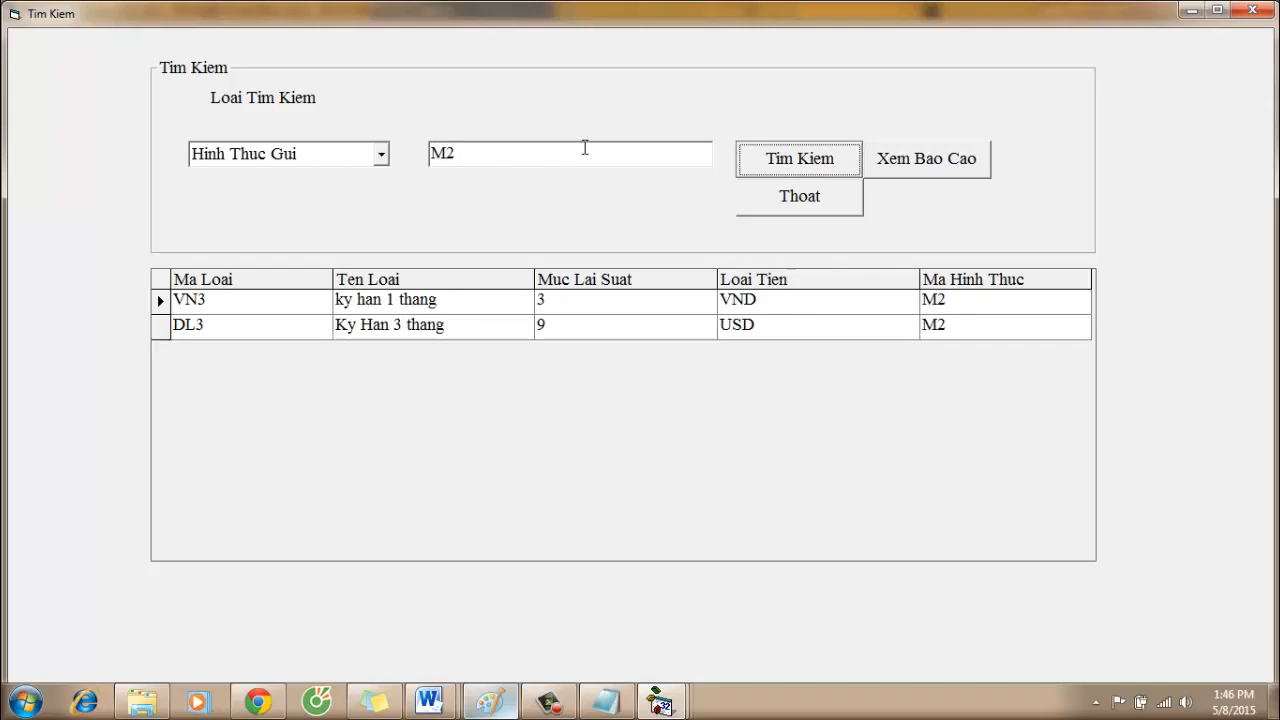 Tim Kiem
Tim Kiem
Loai Tim Kiem
Hinh Thuc Gui M2 Tim Kiem Xem Bao Cao
Thoat
Ma Loai Ten Loai Muc Lai Suat Loai Tien Ma Hinh Thuc
VN3 ky han 1 thang 3 VND M2
DL3 Ky Han 3 thang 9 USD M2
W 32 1:46 PM
5/8/2015